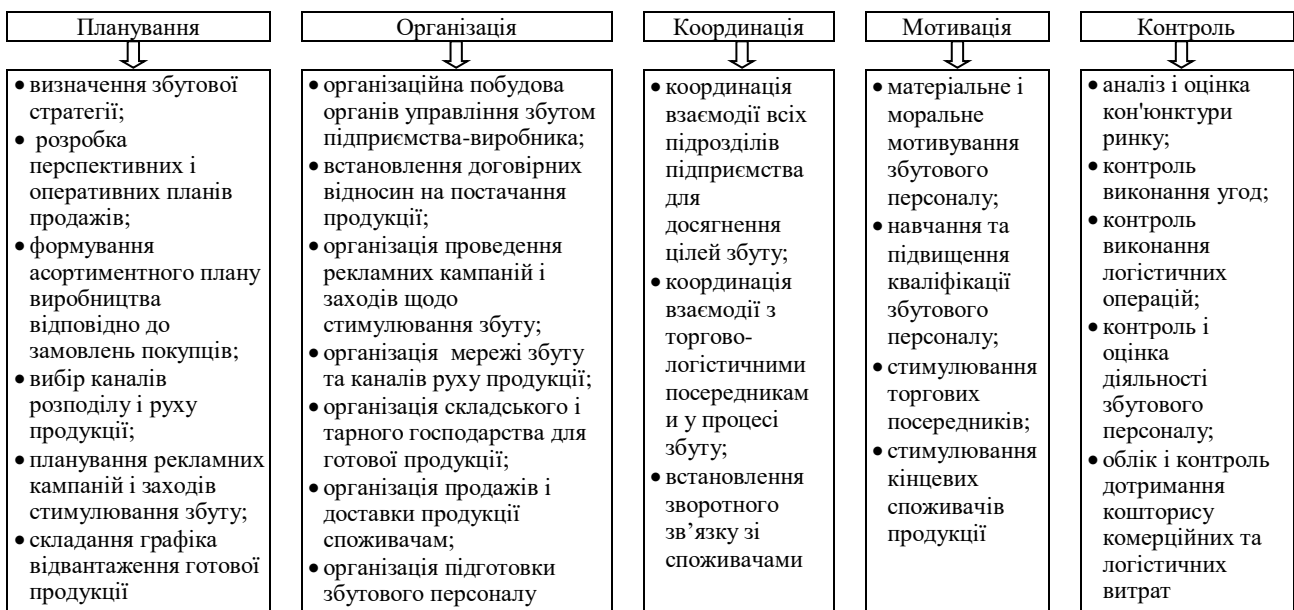 Планування
• визначення збутової
стратегії;
• розробка
перспективних і
оперативних планів
продажів;
• формування
асортиментного плану
виробництва
відповідно до
замовлень покупців;
• вибір каналів
розподілу і руху
продукції;
• планування рекламних
кампаній і заходів
стимулювання збуту;
• складання графіка
відвантаження готової
продукції
Організація
• організаційна побудова
органів управління збутом
підприємства-виробника;
• встановлення договірних
відносин на постачання
продукції;
• організація проведення
рекламних кампаній і
заходів щодо
стимулювання збуту;
• організація мережі збуту
та каналів руху продукції;
• організація складського і
тарного господарства для
готової продукції;
• організація продажів і
доставки продукції
споживачам;
• організація підготовки
збутового персоналу
Координація
• координація
взаємодії всіх
підрозділів
підприємства
для
досягнення
цілей збуту;
• координація
взаємодії з
торгово-
логістичними
посередникам
и у процесі
збуту;
• встановлення
зворотного
зв’язку зі
споживачами
Мотивація
• матеріальне і
моральне
мотивування
збутового
персоналу;
• навчання та
підвищення
кваліфікації
збутового
персоналу;
• стимулювання
торгових
посередників;
• стимулювання
кінцевих
споживачів
продукції
Контроль
• аналіз і оцінка
кон'юнктури
ринку;
• контроль
виконання угод;
• контроль
виконання
логістичних
операцій;
• контроль і
оцінка
діяльності
збутового
персоналу;
• облік і контроль
дотримання
кошторису
комерційних та
логістичних
витрат